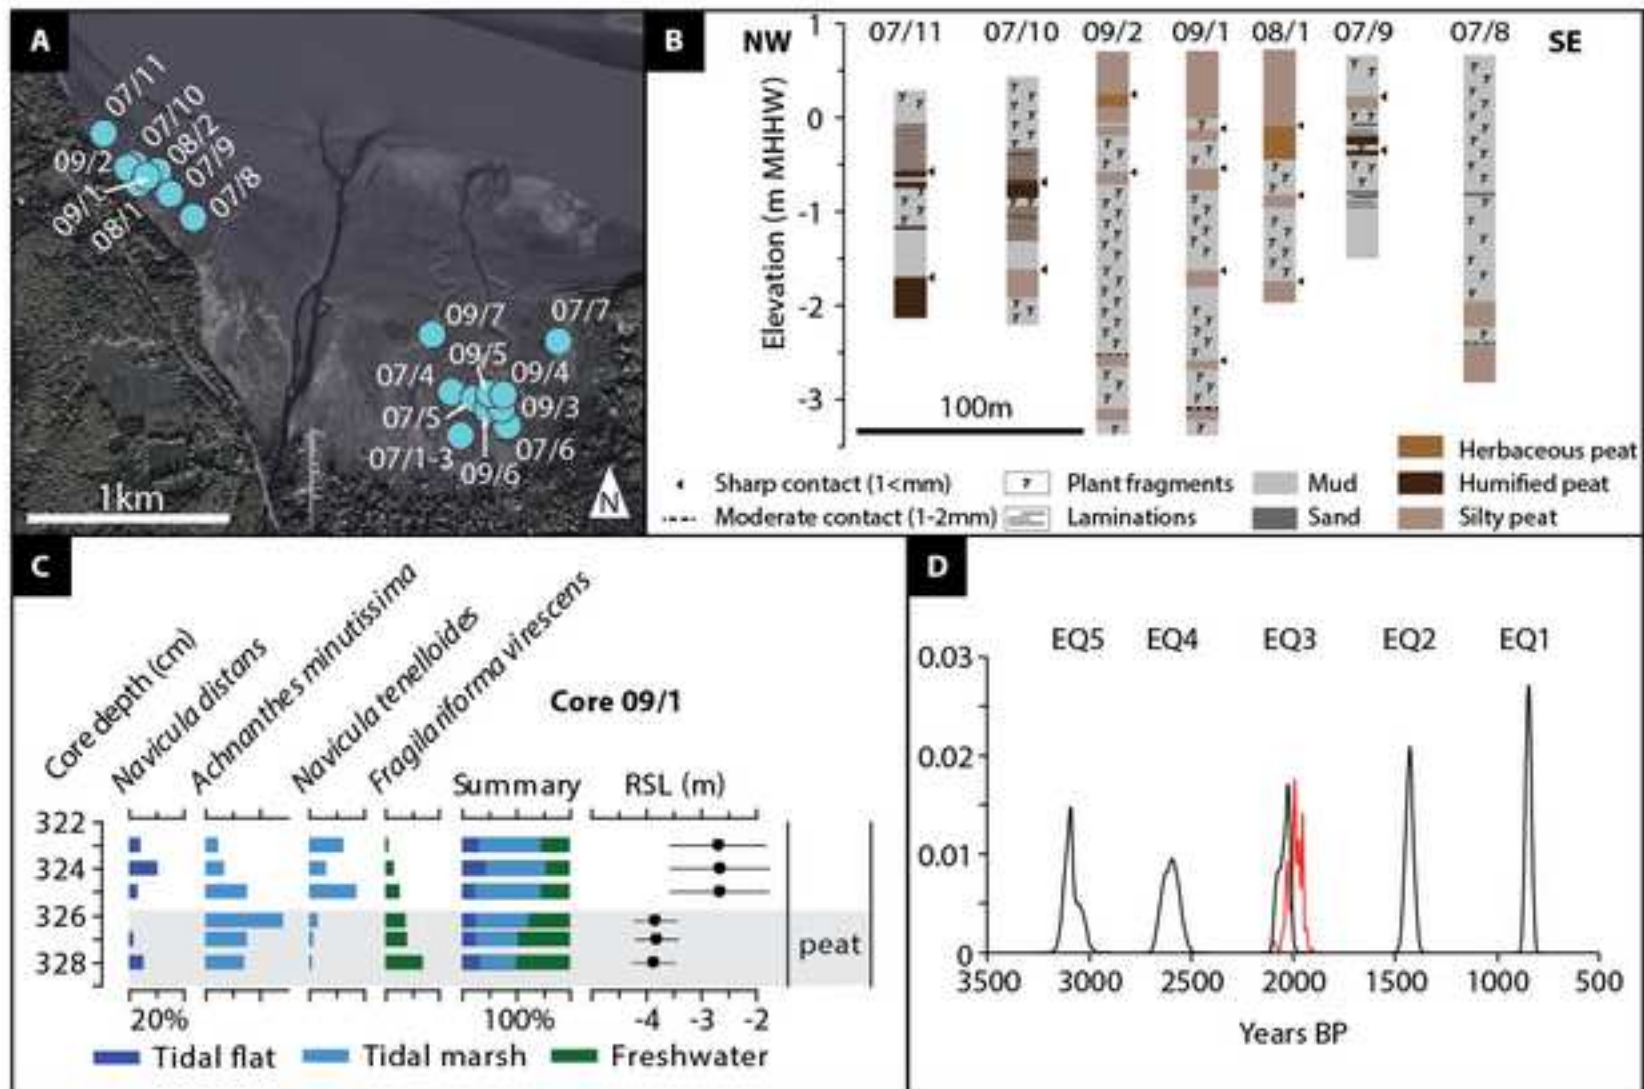 A
07/11
07/10
08/2
09/2
07/9
09/1
07/8
08/1
09/7
07/7
09/5
07/4
09/4
07/5
09/3
07/1-3
07/6
09/6
1km
N
B
NW
07/11 07/10 09/2 09/1 08/1 07/9 07/8
SE
Elevation (m MHHW)
1
0
-1
-2
-3
100m
Sharp contact (1<mm)
Moderate contact (1-2mm)
Plant fragments
Laminations
Mud
Sand
Herbaceous peat
Humified peat
Silty peat
C
Core depth (cm)
Navicula distans
Achnanthes minutissima
Navicula tenelloides
Fragilariforma virescens
Core 09/1
Summary
RSL (m)
322
324
326
328
peat
20% 100% -4 -3 -2
Tidal flat Tidal marsh Freshwater
D
EQ5 EQ4 EQ3 EQ2 EQ1
0.03
0.02
0.01
0
3500 3000 2500 2000 1500 1000 500
Years BP